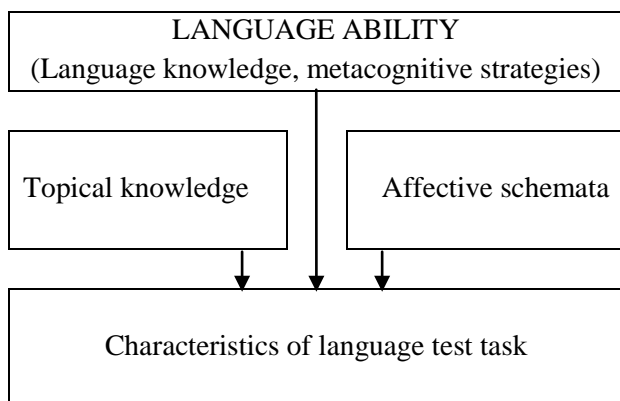 LANGUAGE ABILITY
(Language knowledge, metacognitive strategies)
Topical knowledge
Affective schemata
Characteristics of language test task